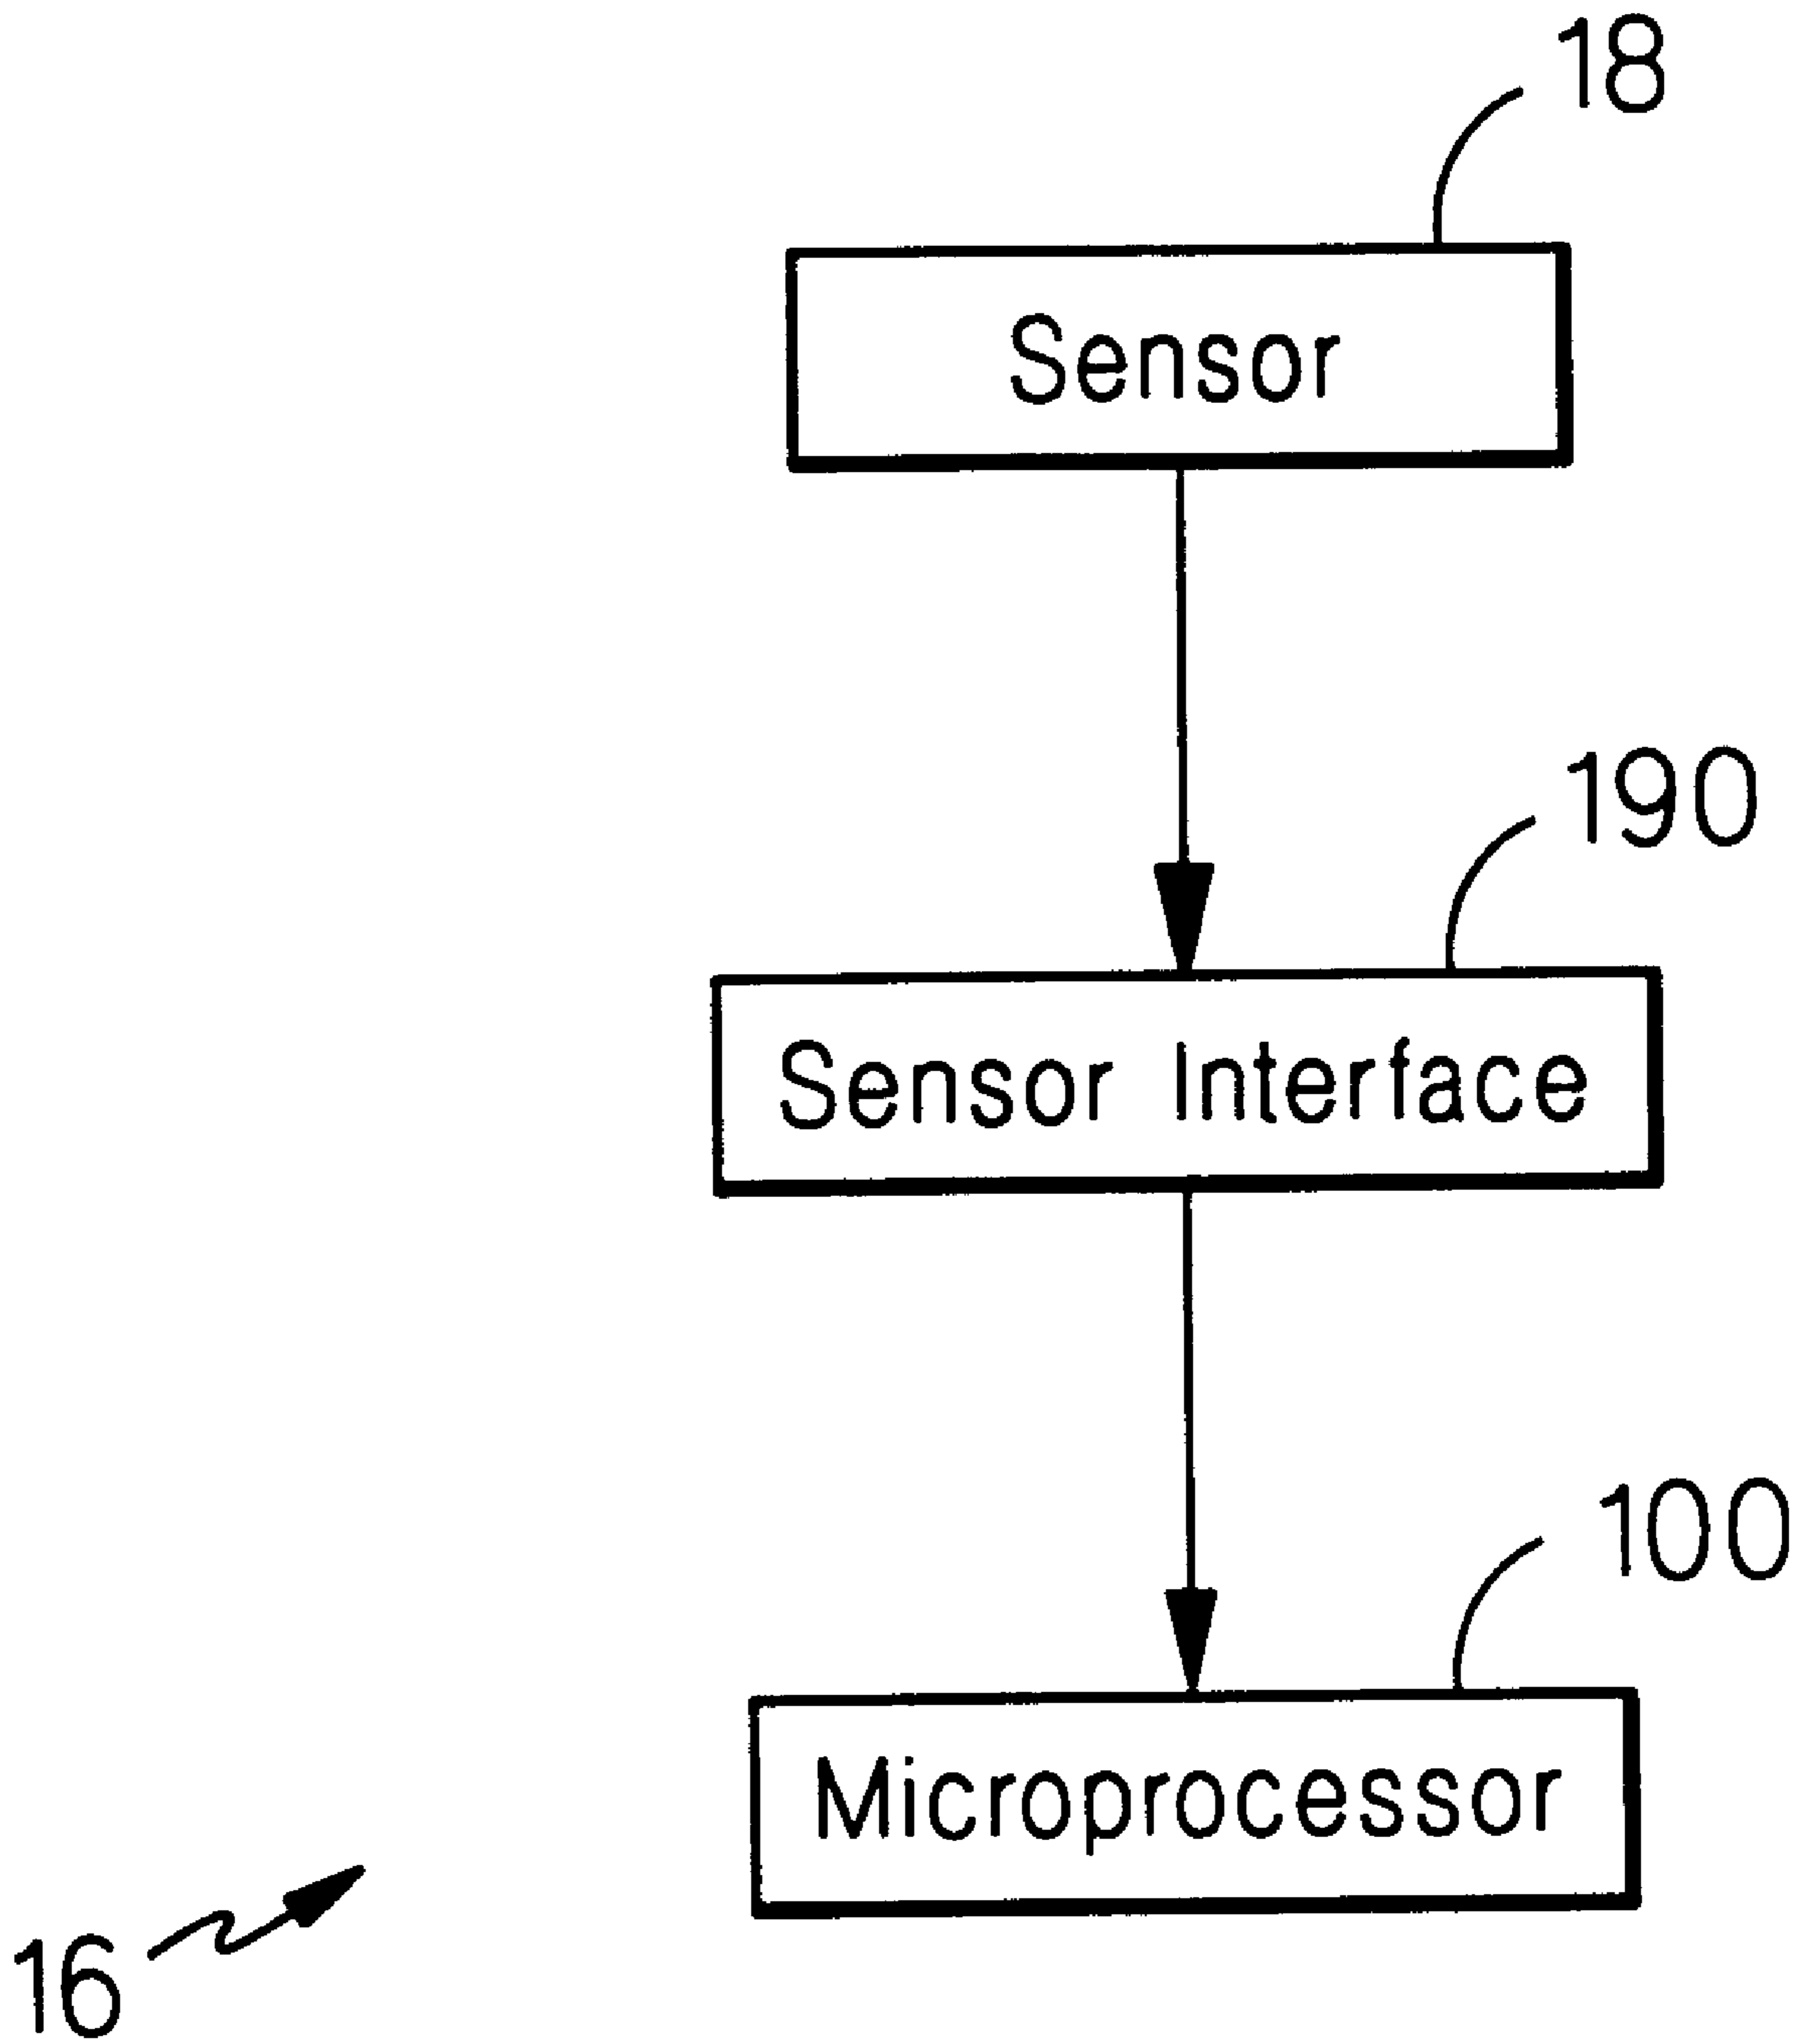 18
Sensor
190
Sensor Interface
100
Microprocessor
16